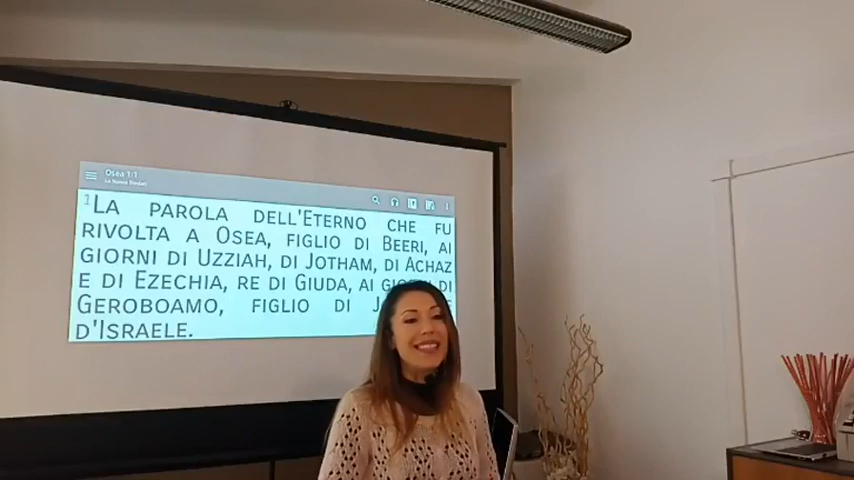 Osea 1:1
La Nuova Diodati
1LA PAROLA DELL'ETERNO CHE FU
RIVOLTA A OSEA, FIGLIO DI BEERI, AI
GIORNI DI UZZIAH, DI JOTHAM, DI ACHAZ
E DI EZECHIA, RE DI GIUDA, AI DI
GEROBOAMO, FIGLIO DI
D'ISRAELE.